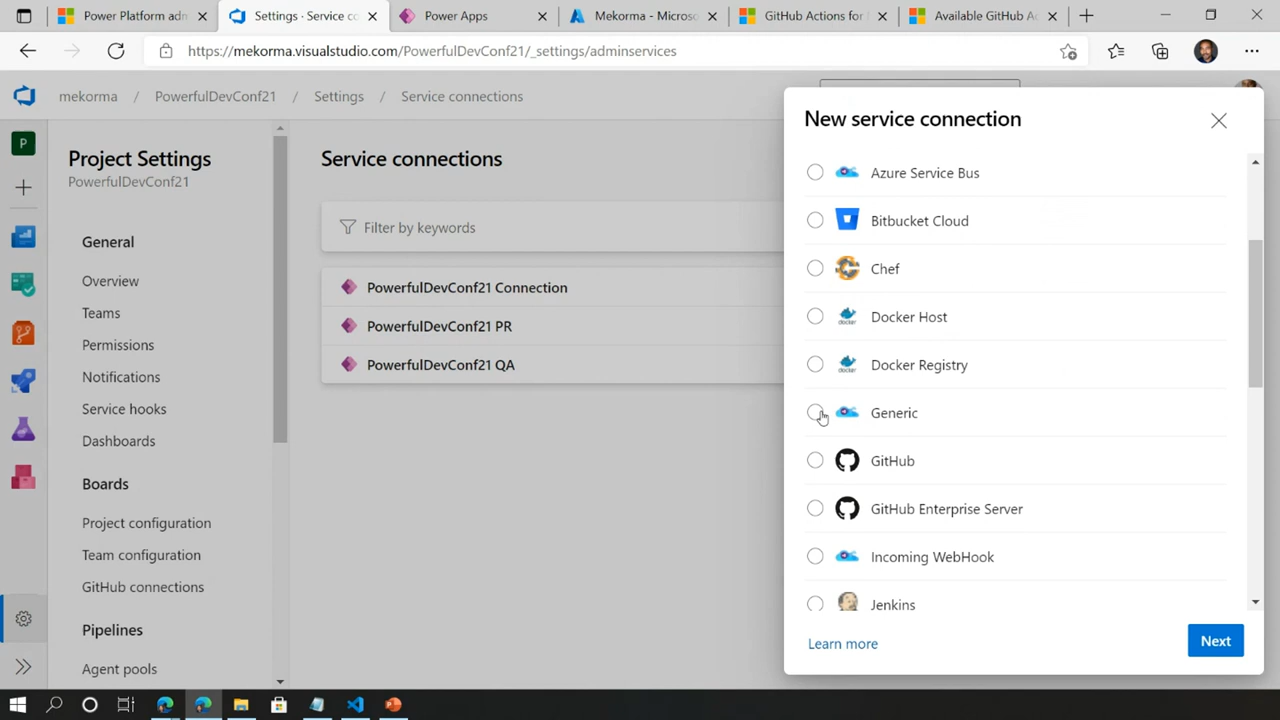 Power Platform adm
Settings · Service co
Power Apps
Mekorma - Microso
GitHub Actions for
Available GitHub Ac
https://mekorma.visualstudio.com/PowerfulDevConf21/_settings/adminservices
mekorma / PowerfulDevConf21 / Settings / Service connections
P
Project Settings
PowerfulDevConf21
General
Overview
Teams
Permissions
Notifications
Service hooks
Dashboards
Boards
Project configuration
Team configuration
GitHub connections
Pipelines
Agent pools
Service connections
Filter by keywords
PowerfulDevConf21 Connection
PowerfulDevConf21 PR
PowerfulDevConf21 QA
New service connection
Azure Service Bus
Bitbucket Cloud
Chef
docker
Docker Host
docker
Docker Registry
Generic
GitHub
GitHub Enterprise Server
Incoming WebHook
Jenkins
Learn more
Next